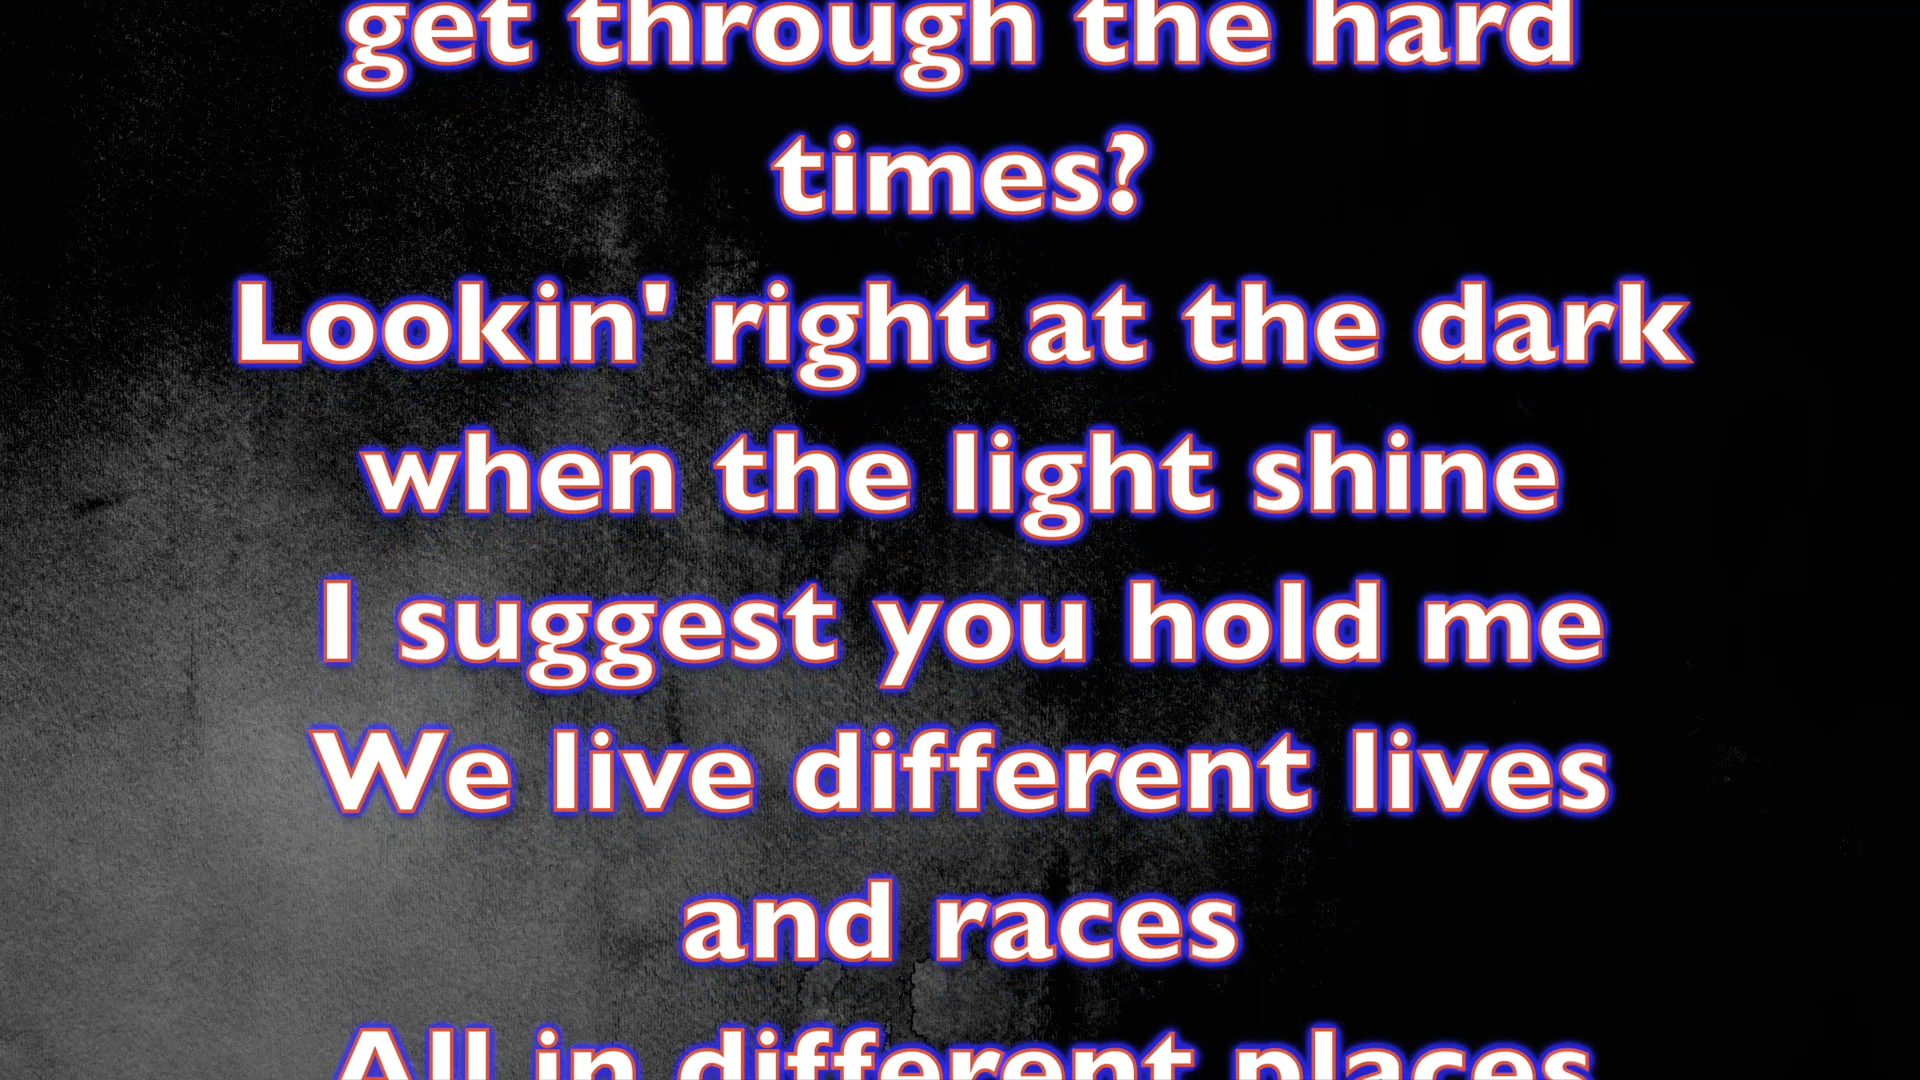 get through the hard
times?
Lookin' right at the dark
when the light shine
I suggest you hold me
We live different lives
and races
All in different places